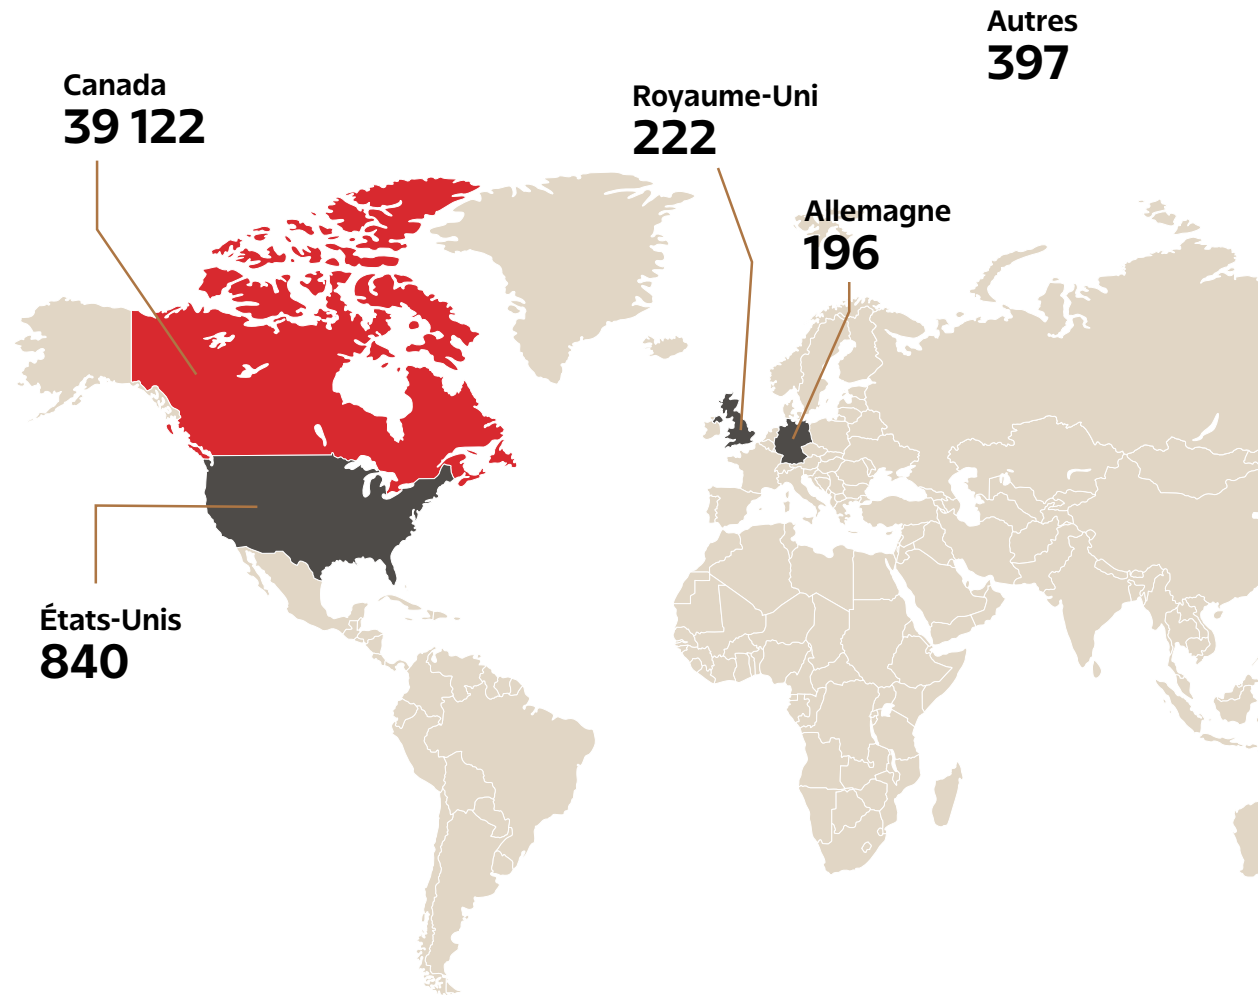 Autres
397
Canada
39 122
Royaume-Uni
222
Allemagne
196
États-Unis
840